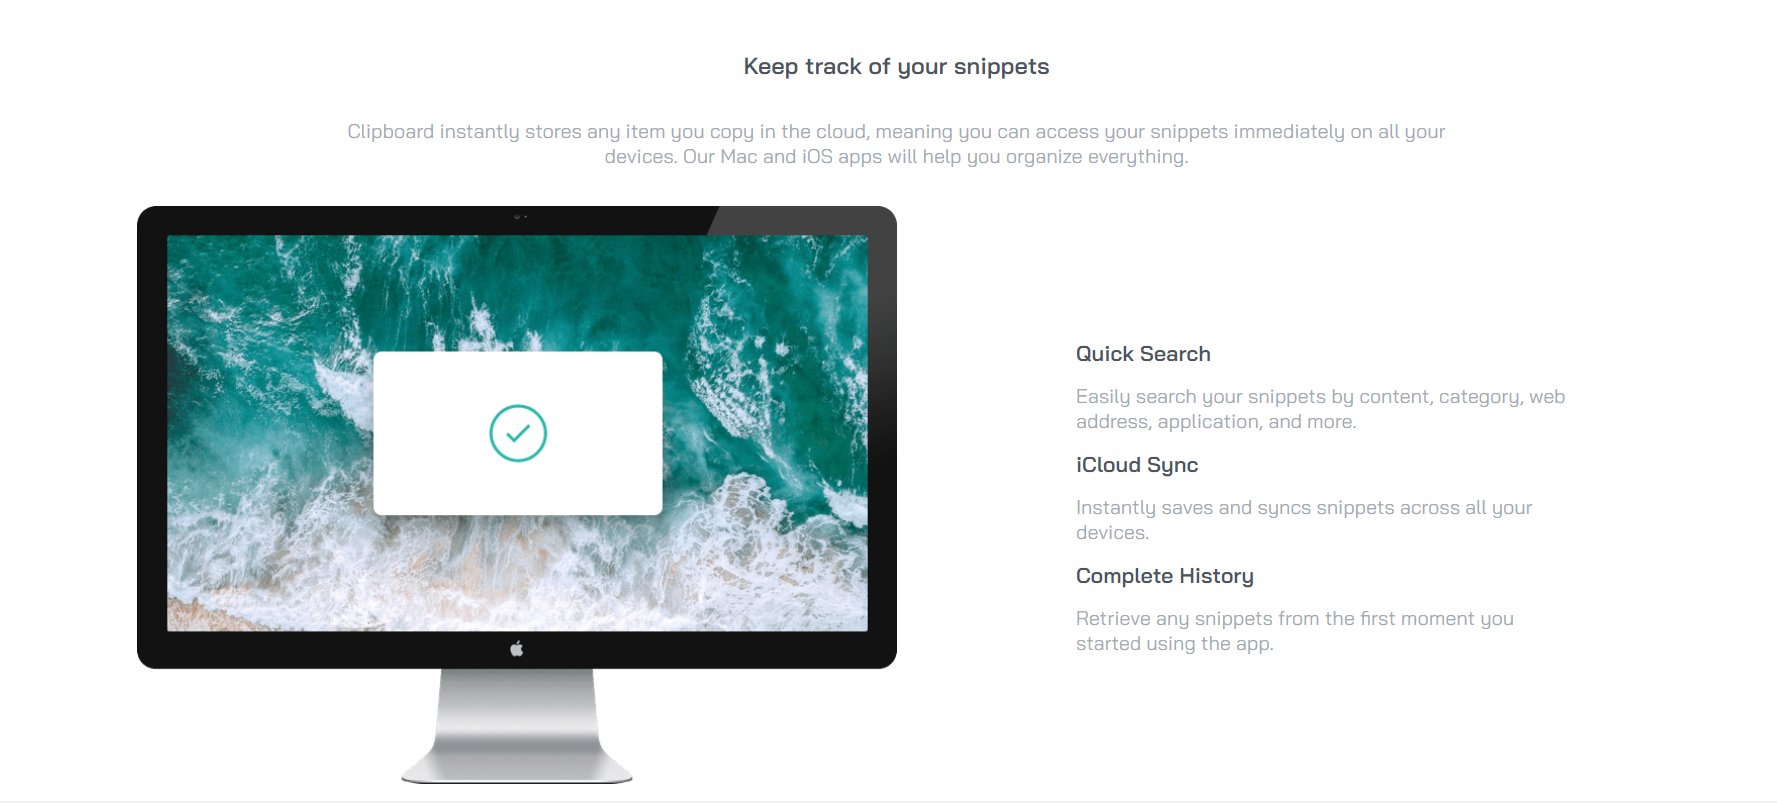 Keep track of your snippets
Clipboard instantly stores any item you copy in the cloud, meaning you can access your snippets immediately on all your
devices. Our Mac and iOS apps will help you organize everything.
Quick Search
Easily search your snippets by content, category, web
address, application, and more.
iCloud Sync
Instantly saves and syncs snippets across all your
devices.
Complete History
Retrieve any snippets from the first moment you
started using the app.